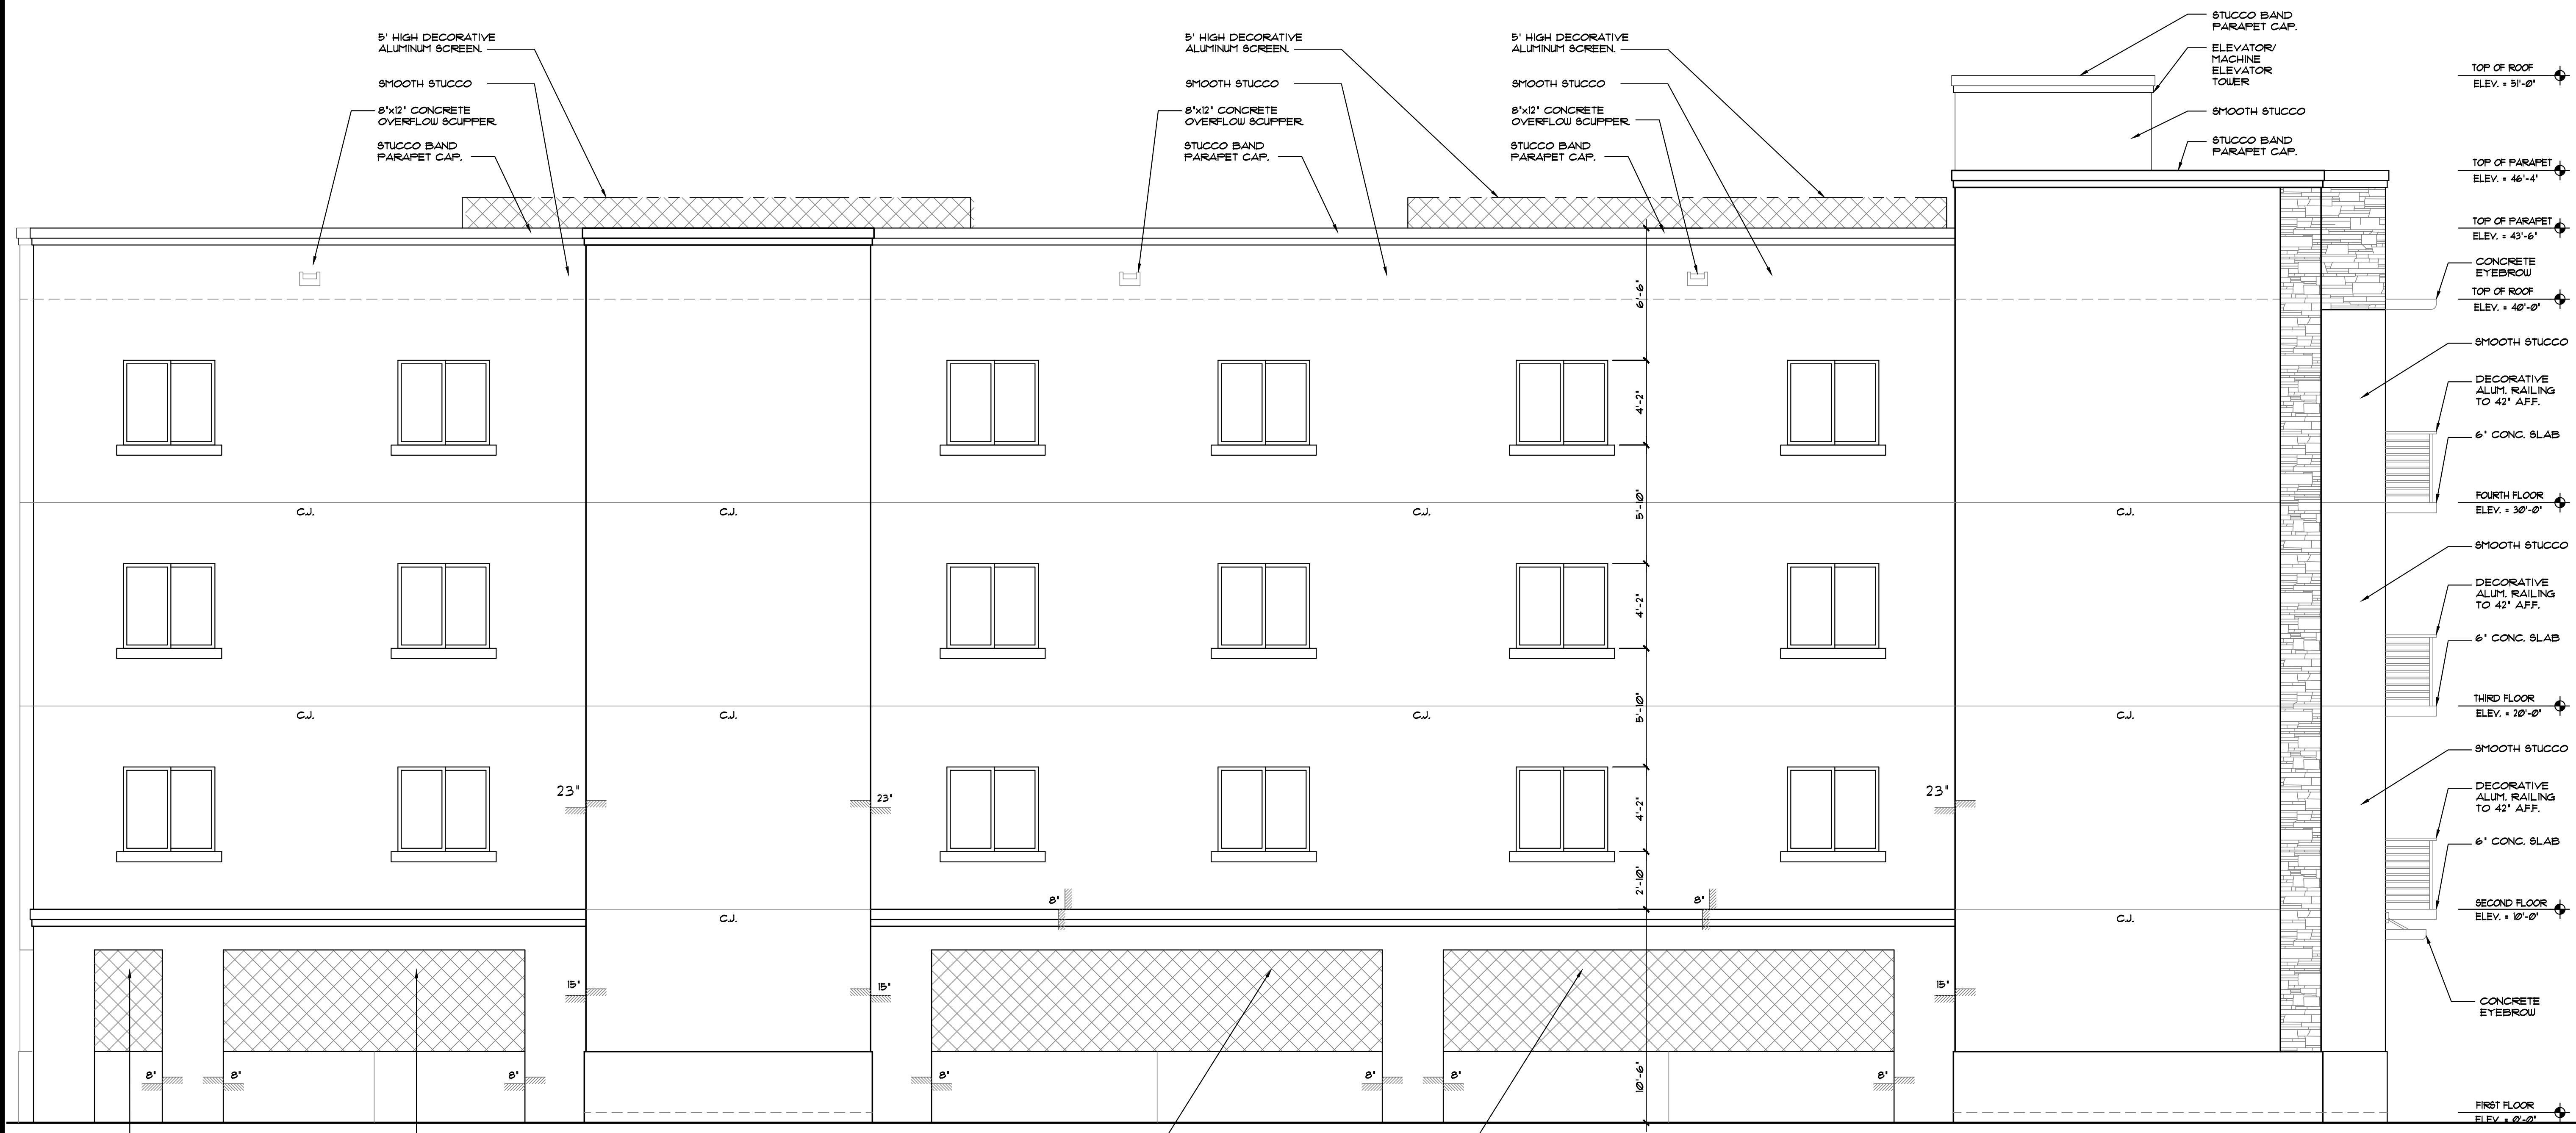 5' HIGH DECORATIVE
ALUMINUM SCREEN.
SMOOTH STUCCO
8"x12" CONCRETE
OVERFLOW SCUPPER
STUCCO BAND
PARAPET CAP.
5' HIGH DECORATIVE
ALUMINUM SCREEN.
SMOOTH STUCCO
8"x12" CONCRETE
OVERFLOW SCUPPER
STUCCO BAND
PARAPET CAP.
5' HIGH DECORATIVE
ALUMINUM SCREEN.
SMOOTH STUCCO
8"x12" CONCRETE
OVERFLOW SCUPPER
STUCCO BAND
PARAPET CAP.
STUCCO BAND
PARAPET CAP.
ELEVATOR/
MACHINE
ELEVATOR
TOWER
SMOOTH STUCCO
STUCCO BAND
PARAPET CAP.
TOP OF ROOF
ELEV. = 51'-0"
TOP OF PARAPET
ELEV. = 46'-4"
TOP OF PARAPET
ELEV. = 43'-6"
CONCRETE
EYEBROW
TOP OF ROOF
ELEV. = 40'-0"
SMOOTH STUCCO
DECORATIVE
ALUM. RAILING
TO 42" A.F.F.
6" CONC. SLAB
FOURTH FLOOR
ELEV. = 30'-0"
SMOOTH STUCCO
DECORATIVE
ALUM. RAILING
TO 42" A.F.F.
6" CONC. SLAB
THIRD FLOOR
ELEV. = 20'-0"
SMOOTH STUCCO
DECORATIVE
ALUM. RAILING
TO 42" A.F.F.
6" CONC. SLAB
SECOND FLOOR
ELEV. = 10'-0"
CONCRETE
EYEBROW
FIRST FLOOR
ELEV. = 0'-0"
6'-6"
4'-2"
5'-10"
4'-2"
5'-10"
4'-2"
2'-10"
10'-6"
C.J.
C.J.
C.J.
C.J.
C.J.
C.J.
C.J.
C.J.
23"
23"
23"
8"
8"
C.J.
C.J.
15"
15"
15"
8"
8"
8"
8"
8"
8"
8"